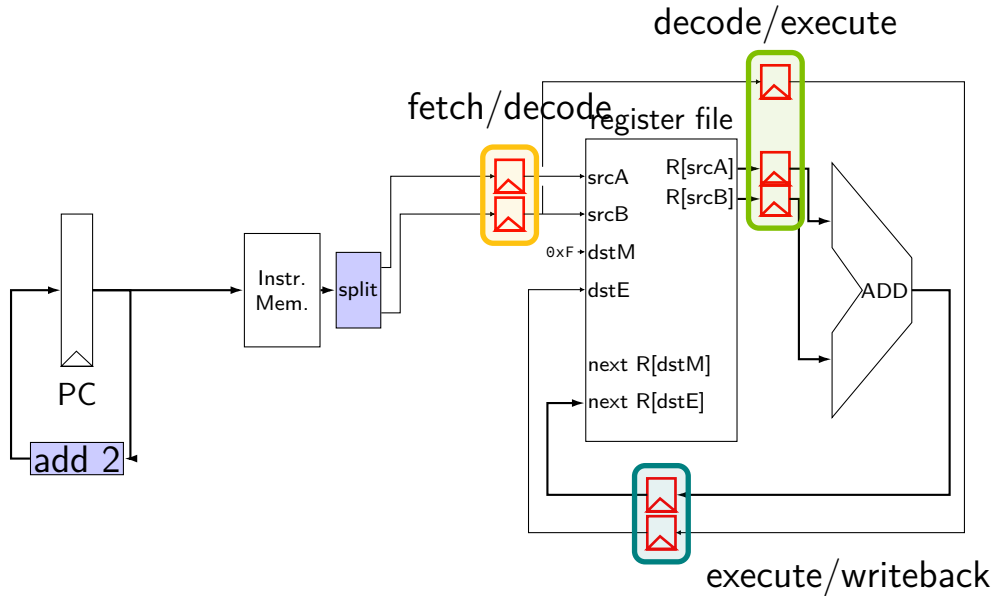 decode/execute
fetch/decode
register file
srcA
srcB
0xF
dstM
dstE
next R[dstM]
next R[dstE]
R[srcA]
R[srcB]
Instr.
Mem.
split
PC
add 2
ADD
execute/writeback